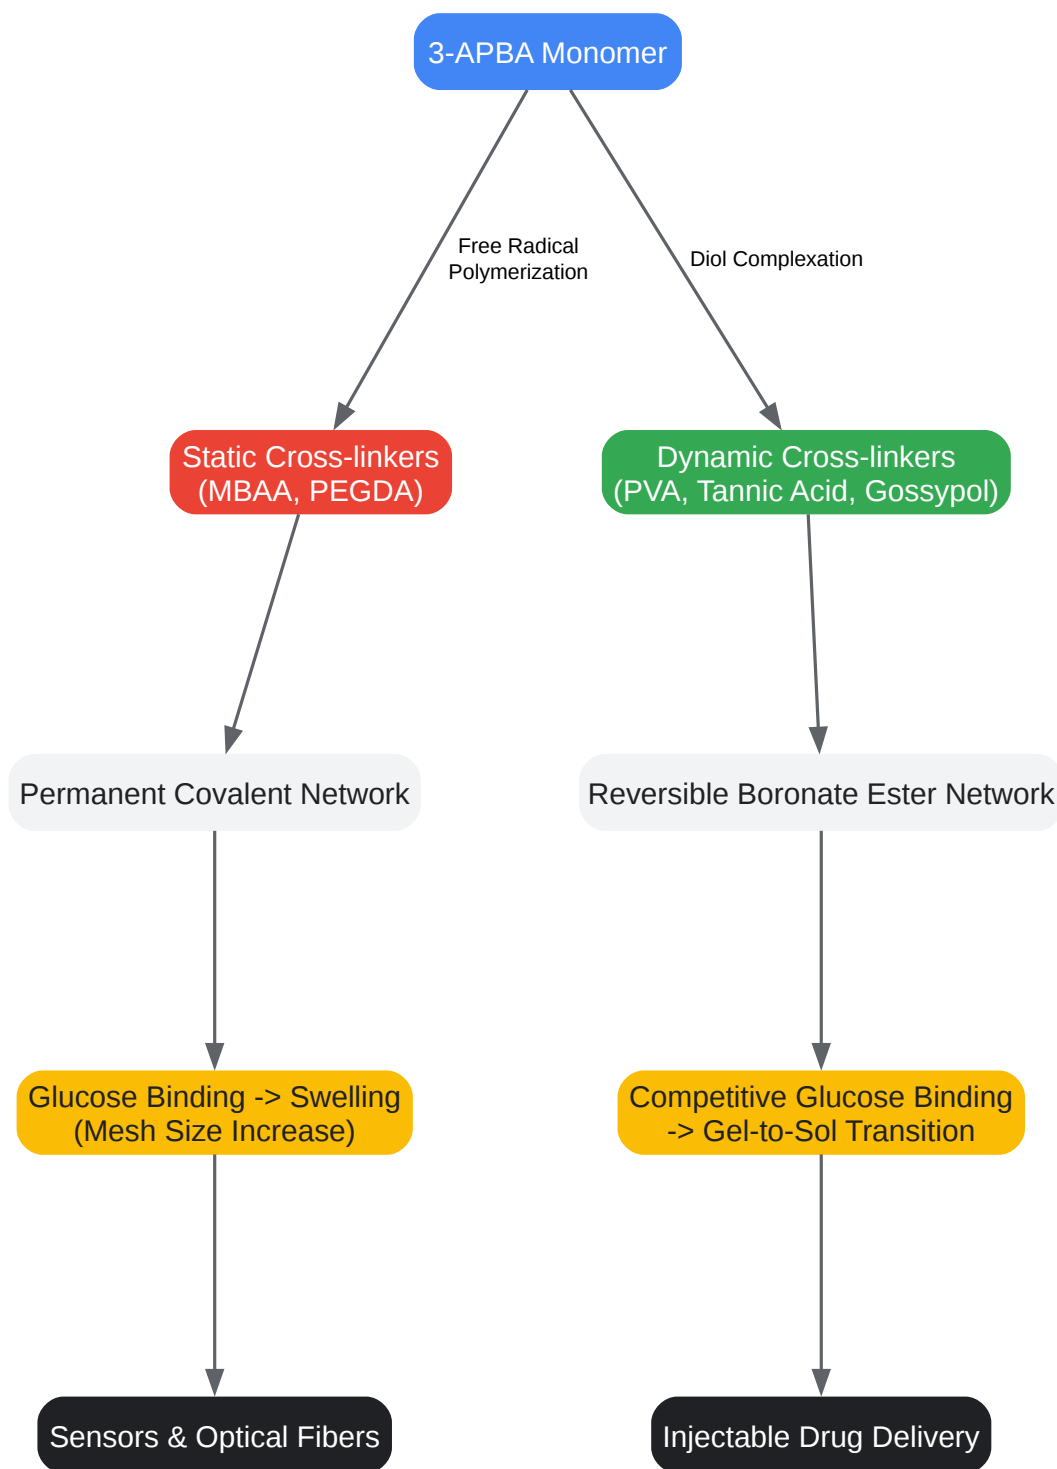 3-APBA Monomer
Free Radical
Polymerization
Diol Complexation
Static Cross-linkers
(MBAA, PEGDA)
Dynamic Cross-linkers
(PVA, Tannic Acid, Gossypol)
Permanent Covalent Network
Reversible Boronate Ester Network
Glucose Binding -> Swelling
(Mesh Size Increase)
Competitive Glucose Binding
-> Gel-to-Sol Transition
Sensors & Optical Fibers
Injectable Drug Delivery